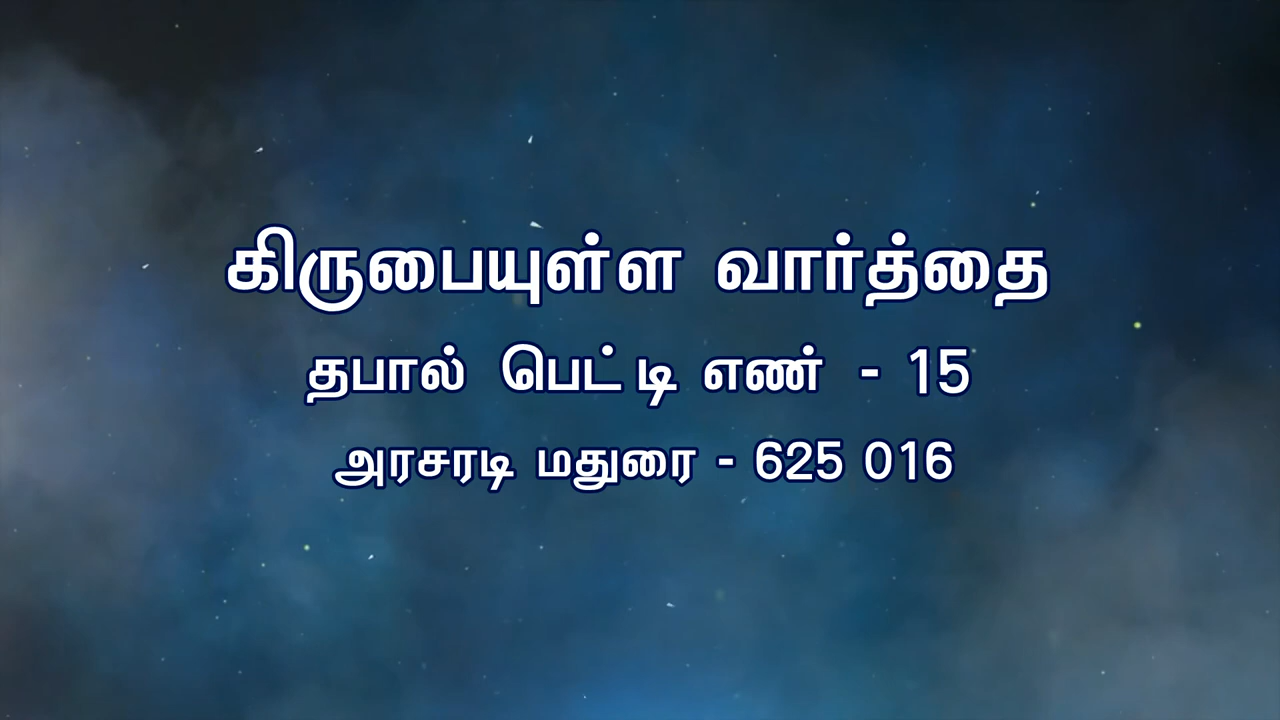 கிருபையுள்ள வார்த்தை
தபால் பெட்டி எண் - 15
அரசரடி மதுரை - 625 016